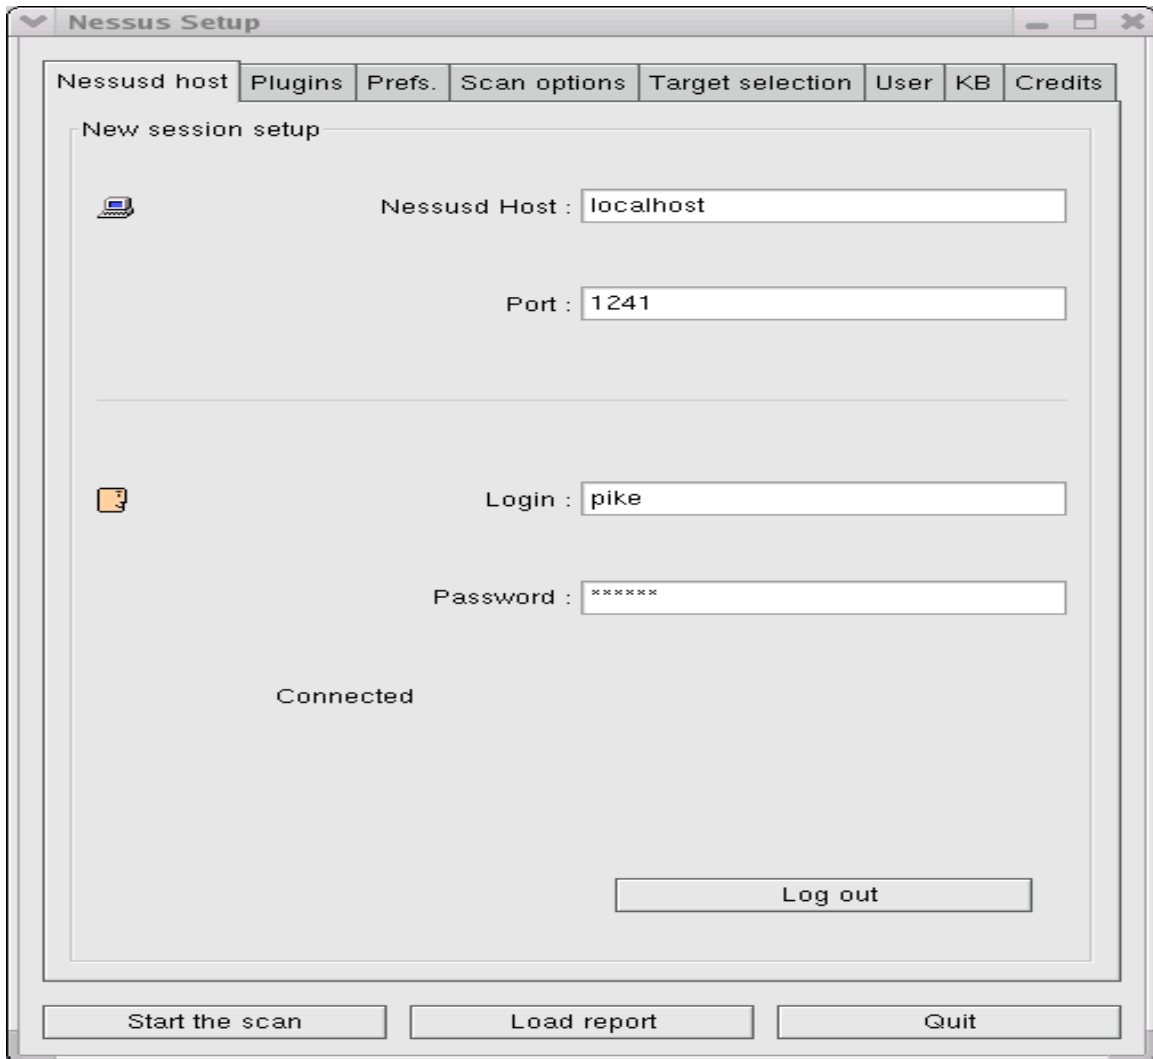 Nessus Setup
Nessusd host Plugins Prefs. Scan options Target selection User KB Credits
New session setup
Nessusd Host : localhost
Port : 1241
Login : pike
Password : ******
Connected
Log out
Start the scan Load report Quit